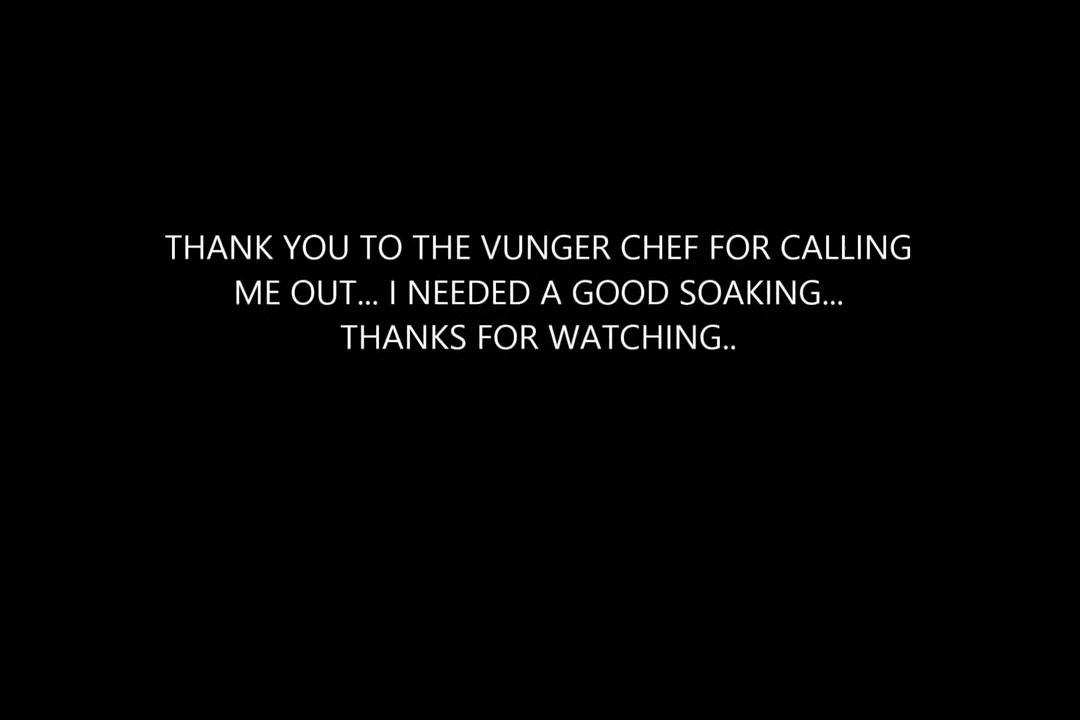 THANK YOU TO THE VUNGER CHEF FOR CALLING
ME OUT... I NEEDED A GOOD SOAKING...
THANKS FOR WATCHING..